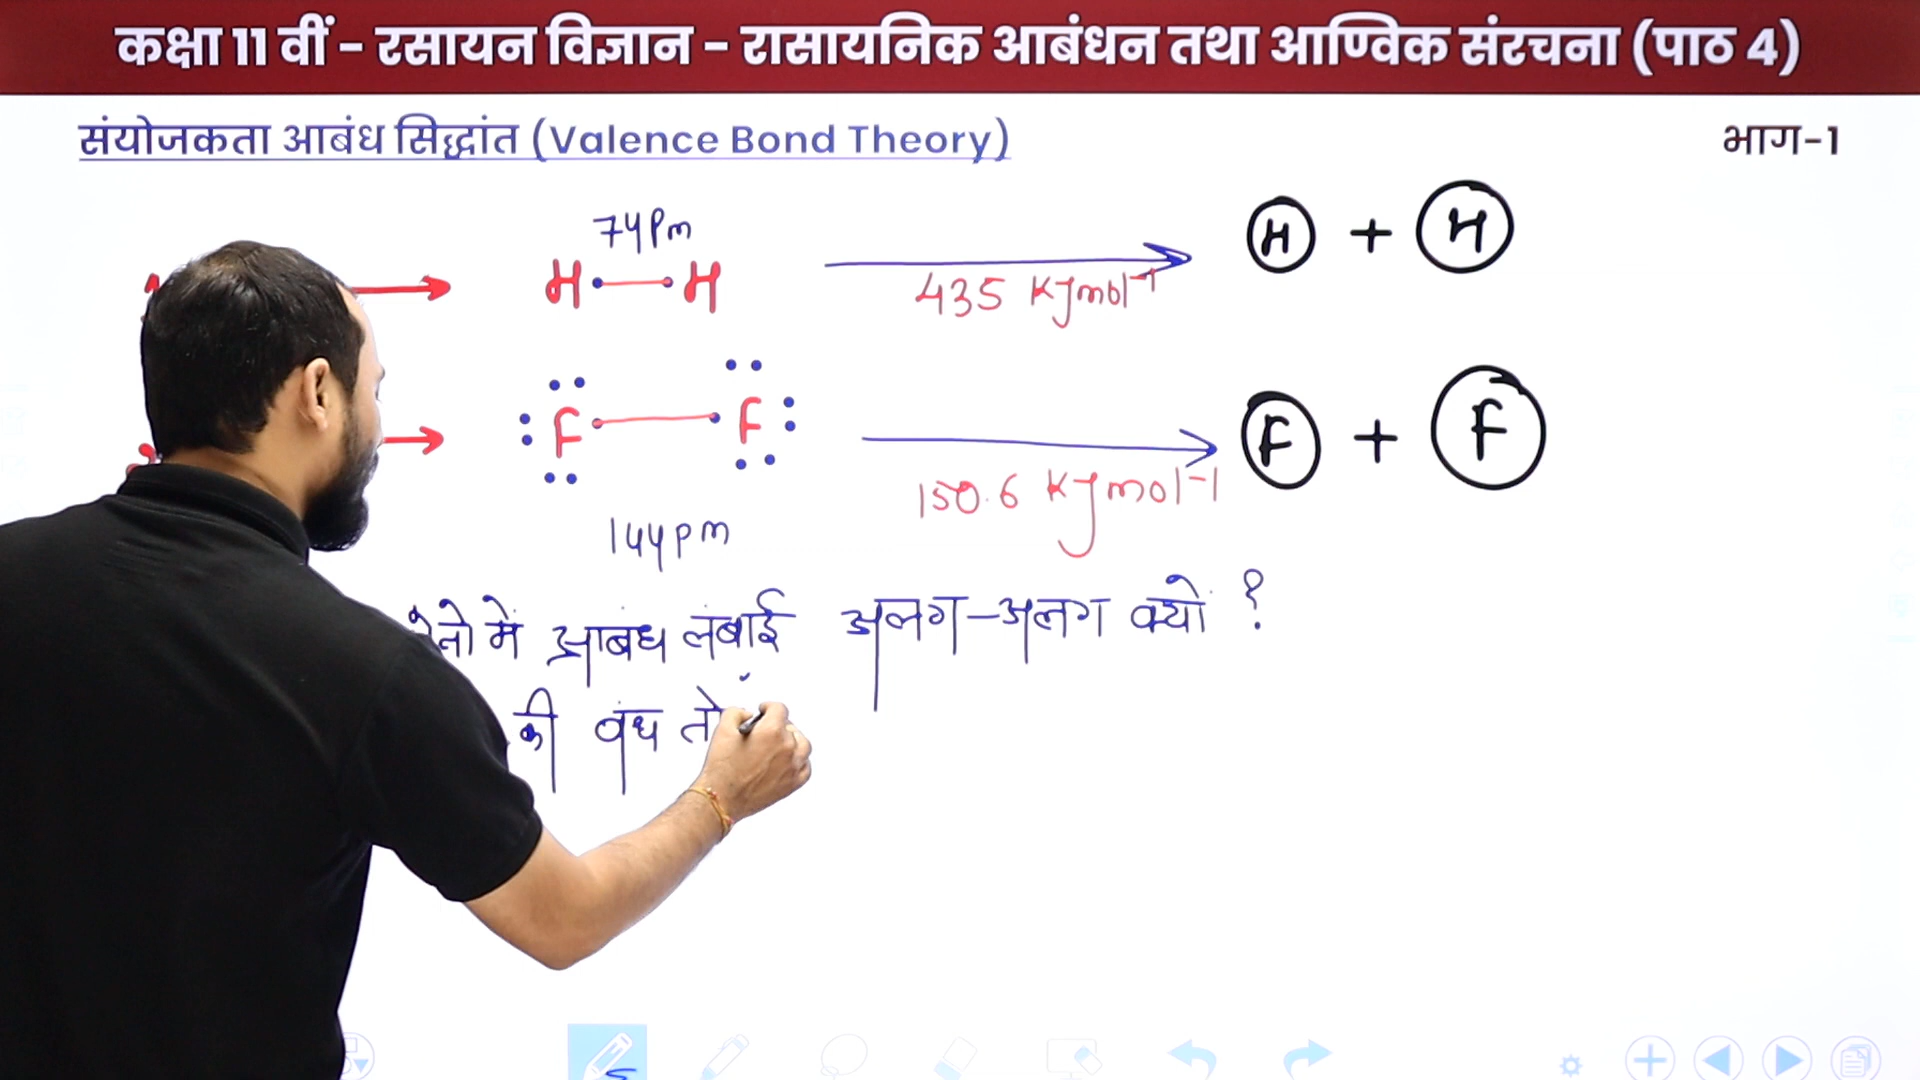 कक्षा 11 वीं - रसायन विज्ञान - रासायनिक आबंधन तथा आण्विक संरचना (पाठ 4)
संयोजकता आबंध सिद्धांत (Valence Bond Theory)
भाग-1
74Pm
H H
435 KJmol⁻¹
H + H
F F
150.6 KJmol⁻¹
F + F
144pm
में आबंध लंबाई अलग-अलग क्यों ?
की बंध